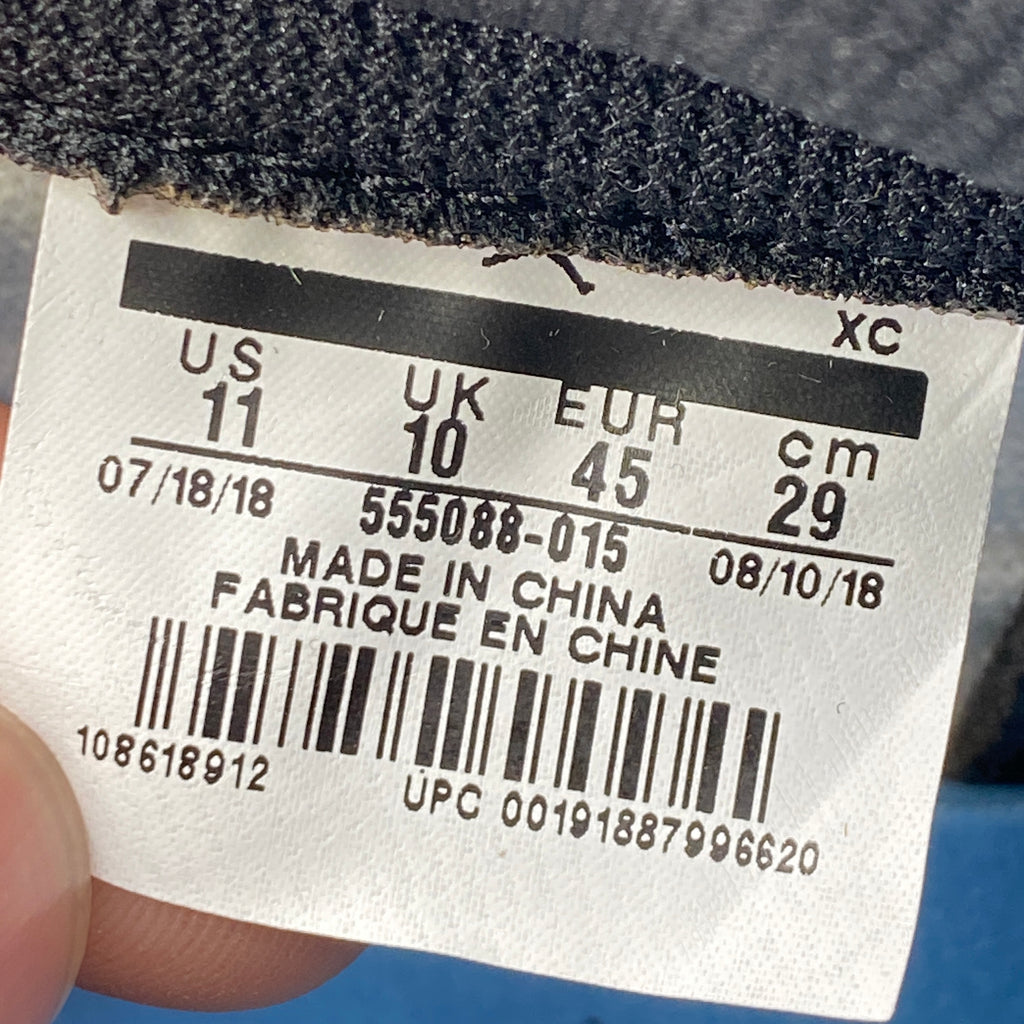 XC
US UK EUR cm
11 10 45 29
07/18/18 555088-015 08/10/18
MADE IN CHINA
FABRIQUE EN CHINE
108618912 UPC 00191887996620